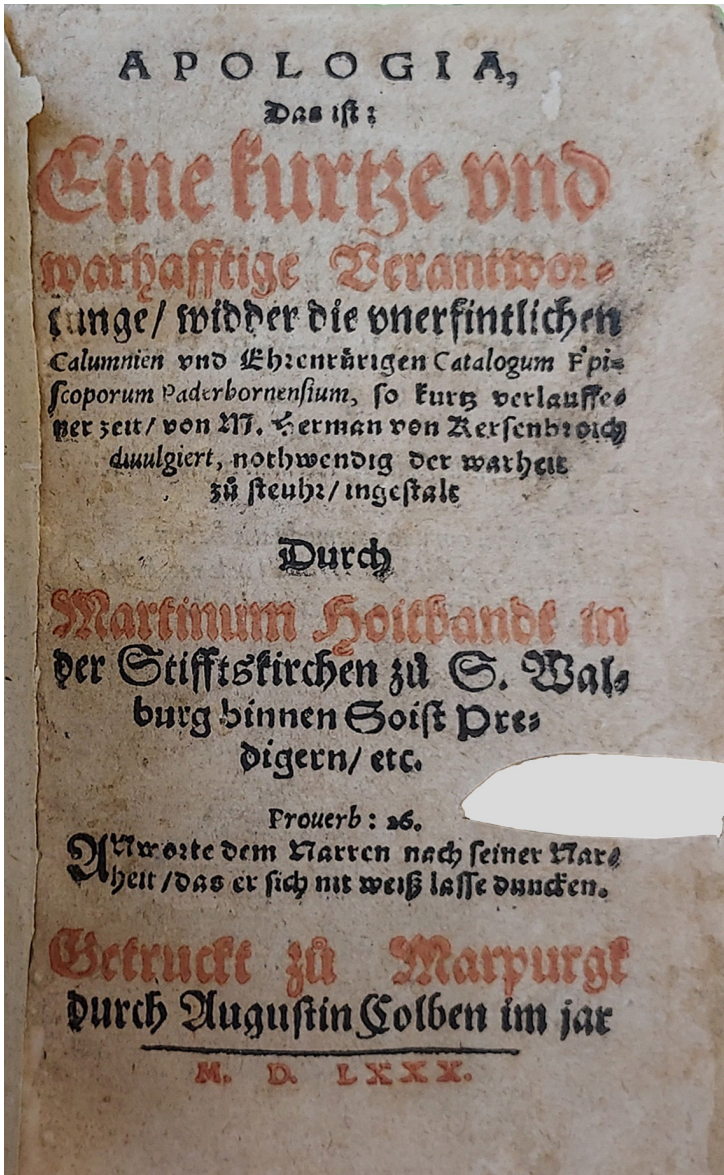 APOLOGIA,
Das ist:
Eine kurtze vnd
warhafftige Verantwor-
tunge/ widder die vnerfintlichen
Calumnien vnd Ehrenrürigen Catalogum Epi-
scoporum Paderbornensium, so kurtz verlauffe-
ner zeit/ von M. Herman von Kersenbroich
diuulgiert, nothwendig der warheit
zů steuhr/ ingestalt
Durch
Martinum Hoitbandt in
der Stifftskirchen zů S. Wal-
burg binnen Soist Pre-
digern/ etc.
Prouerb: 26.
ANtworte dem Narren nach seiner Nar-
heit/ das er sich nit weiß lasse duncken.
Getruckt zů Marpurgk
durch Augustin Colben im jar
M. D. LXXX.